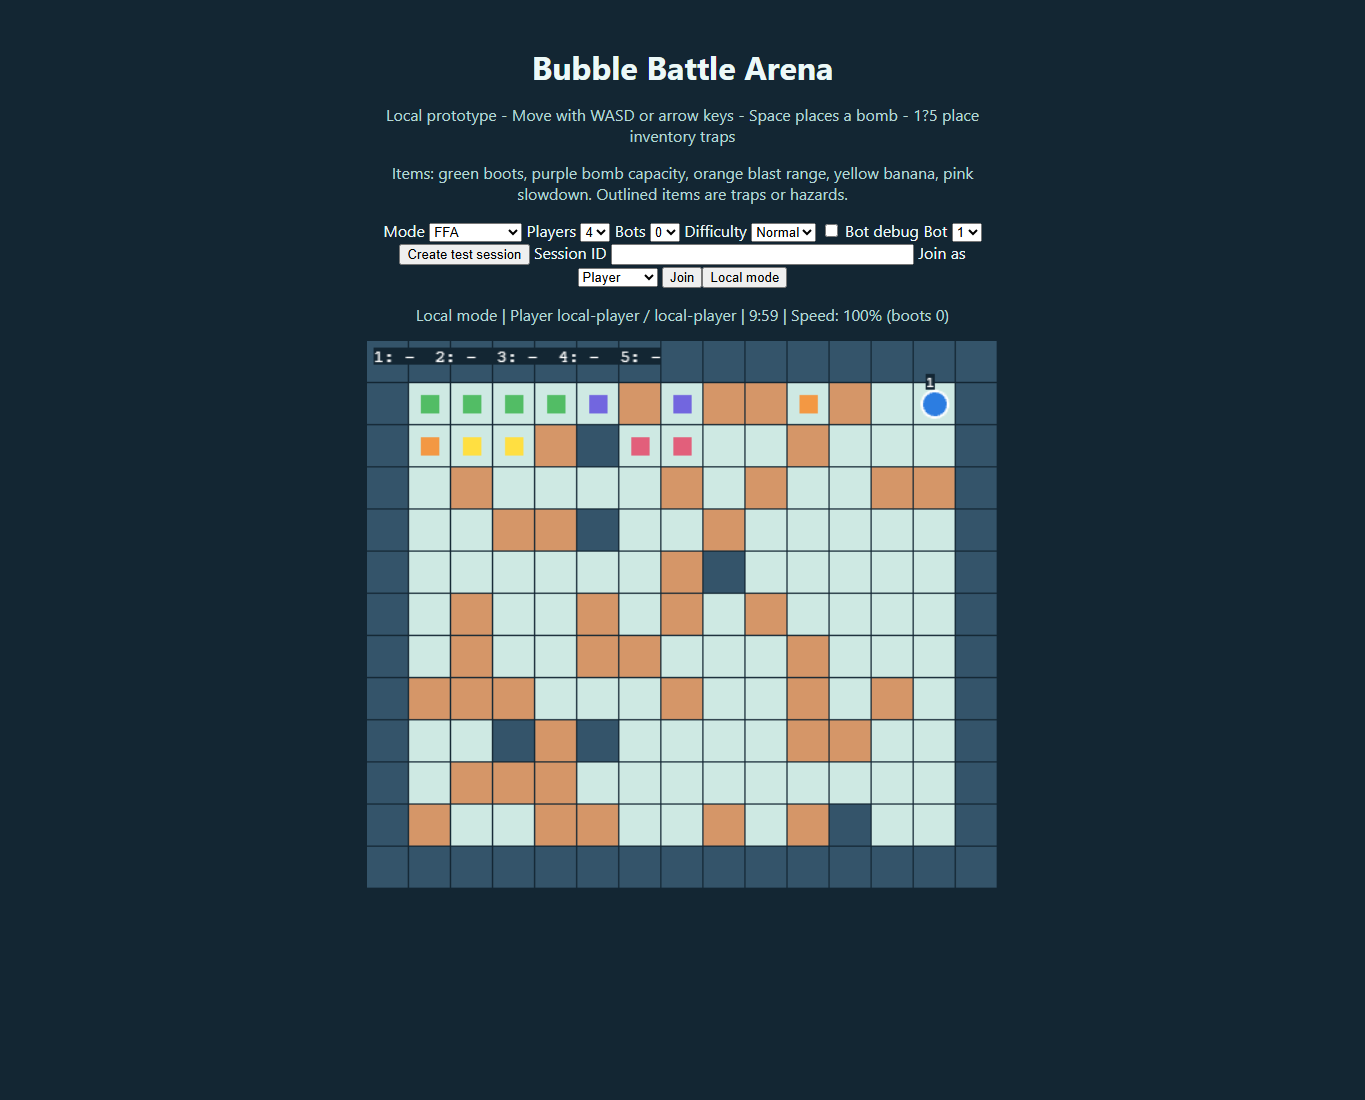 Bubble Battle Arena
Local prototype - Move with WASD or arrow keys - Space places a bomb - 1?5 place
inventory traps
Items: green boots, purple bomb capacity, orange blast range, yellow banana, pink
slowdown. Outlined items are traps or hazards.
Mode FFA Players 4 Bots 0 Difficulty Normal Bot debug Bot 1
Create test session Session ID Join as
Player Join Local mode
Local mode | Player local-player / local-player | 9:59 | Speed: 100% (boots 0)
1: – 2: – 3: – 4: – 5: –
1